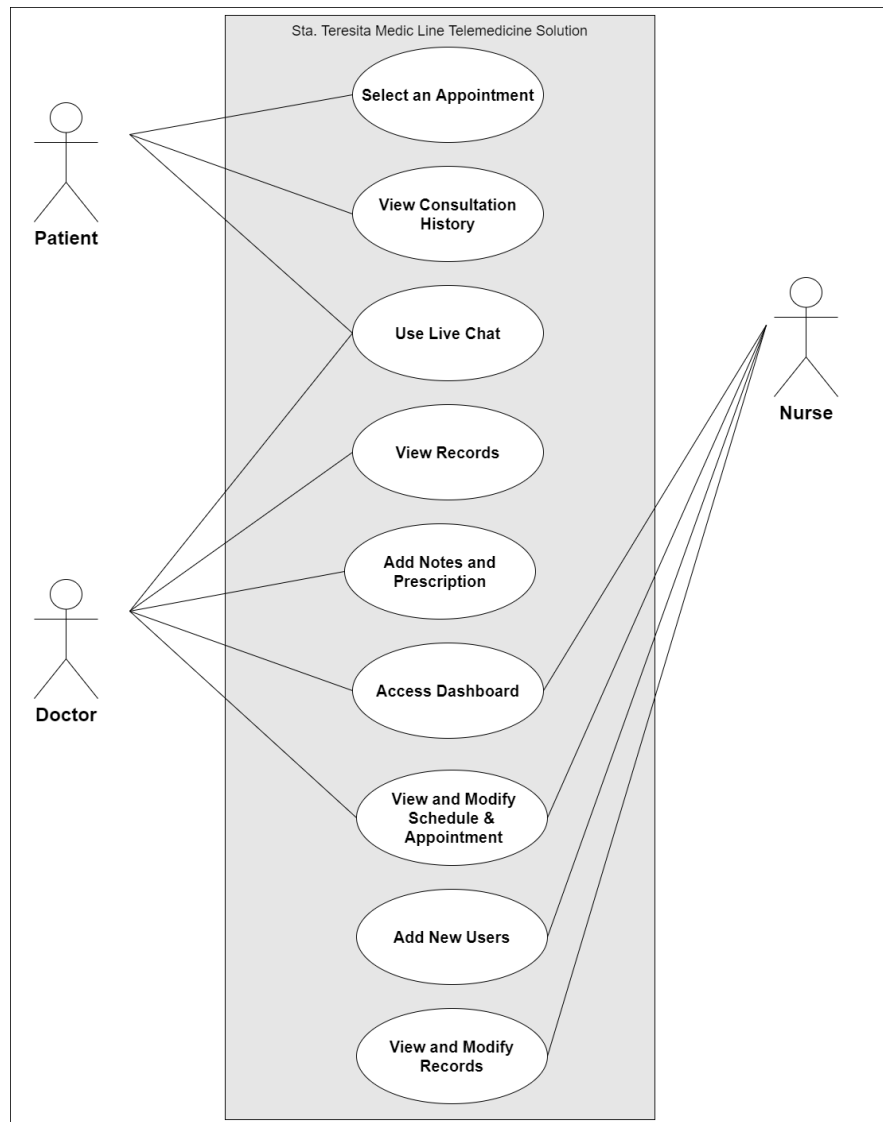 Sta. Teresita Medic Line Telemedicine Solution
Select an Appointment
View Consultation
History
Patient
Use Live Chat
Nurse
View Records
Add Notes and
Prescription
Access Dashboard
Doctor
View and Modify
Schedule &
Appointment
Add New Users
View and Modify
Records